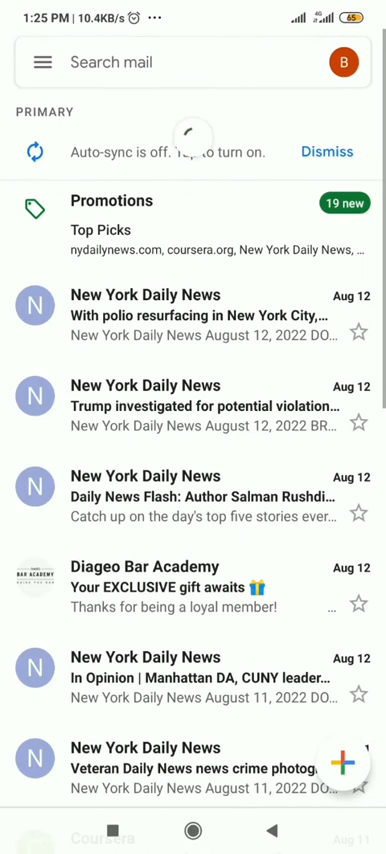 1:25 PM | 10.4KB/s ...
4G
65
Search mail
B
PRIMARY
Auto-sync is off. to turn on.
Dismiss
Promotions
19 new
Top Picks
nydailynews.com, coursera.org, New York Daily News, ...
N
New York Daily News
Aug 12
With polio resurfacing in New York City,...
New York Daily News August 12, 2022 DO...
N
New York Daily News
Aug 12
Trump investigated for potential violation...
New York Daily News August 12, 2022 BR...
N
New York Daily News
Aug 12
Daily News Flash: Author Salman Rushdi...
Catch up on the day's top five stories ever...
BAR ACADEMY
Diageo Bar Academy
Aug 12
Your EXCLUSIVE gift awaits 🎁
Thanks for being a loyal member! ...
N
New York Daily News
Aug 12
In Opinion | Manhattan DA, CUNY leader...
New York Daily News August 11, 2022 DO...
N
New York Daily News
Veteran Daily News news crime photog
New York Daily News August 11, 2022 DO...
Coursera
Aug 11